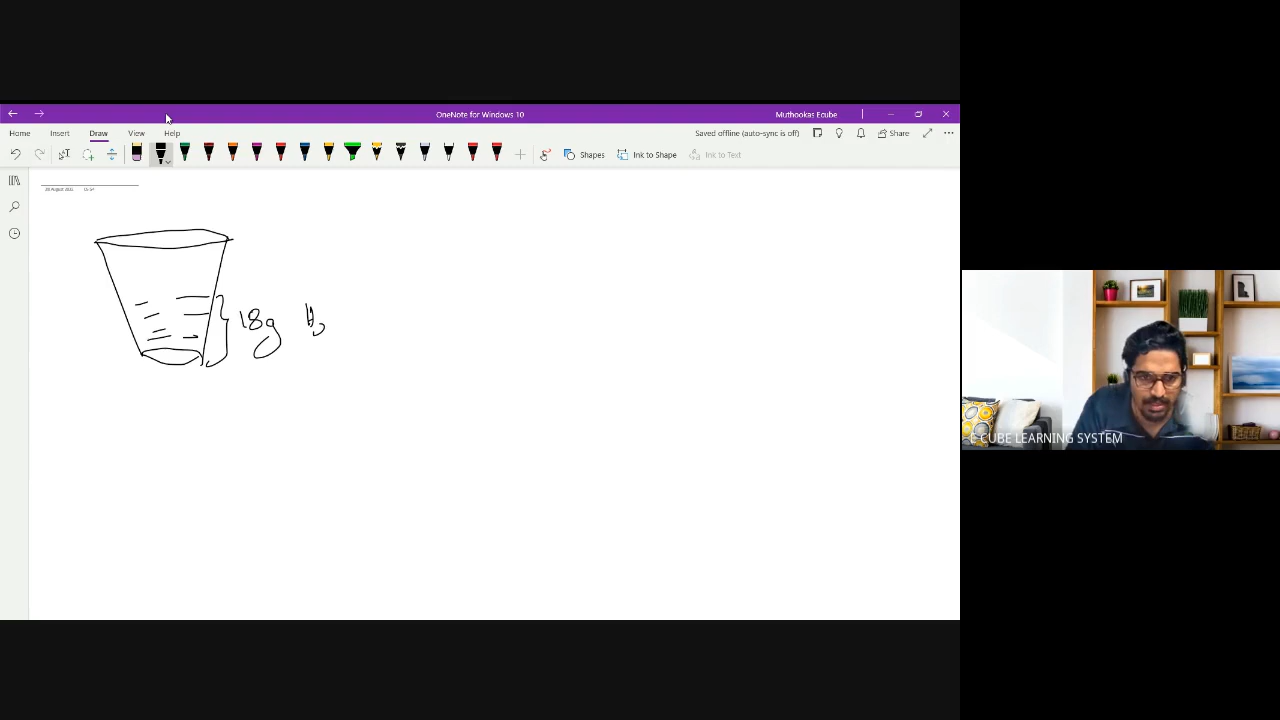 OneNote for Windows 10
Muthookas Ecube
Home Insert Draw View Help
Saved offline (auto-sync is off)
Share
Shapes
Ink to Shape
Ink to Text
18g H₂
E CUBE LEARNING SYSTEM